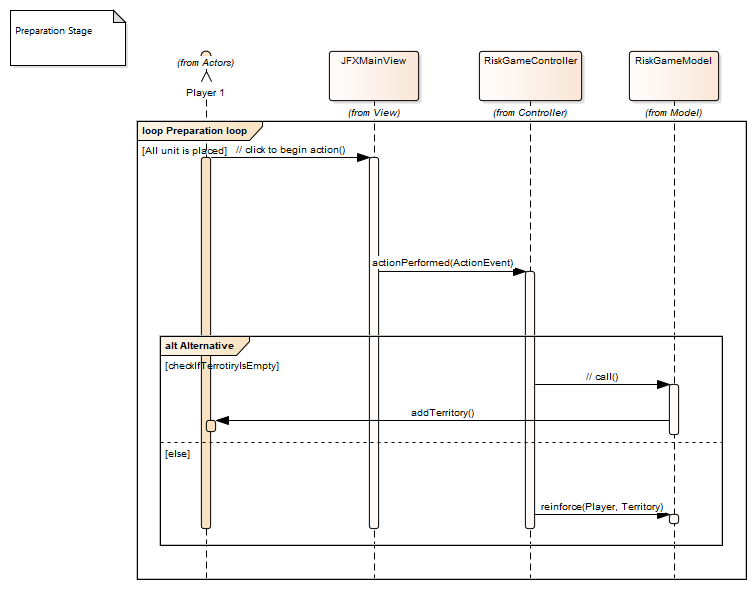 Preparation Stage
(from Actors)
Player 1
JFXMainView
(from View)
RiskGameController
(from Controller)
RiskGameModel
(from Model)
loop Preparation loop
[All unit is placed]
// click to begin action()
actionPerformed(ActionEvent)
alt Alternative
[checkIfTerrotiryIsEmpty]
// call()
addTerritory()
[else]
reinforce(Player, Territory)